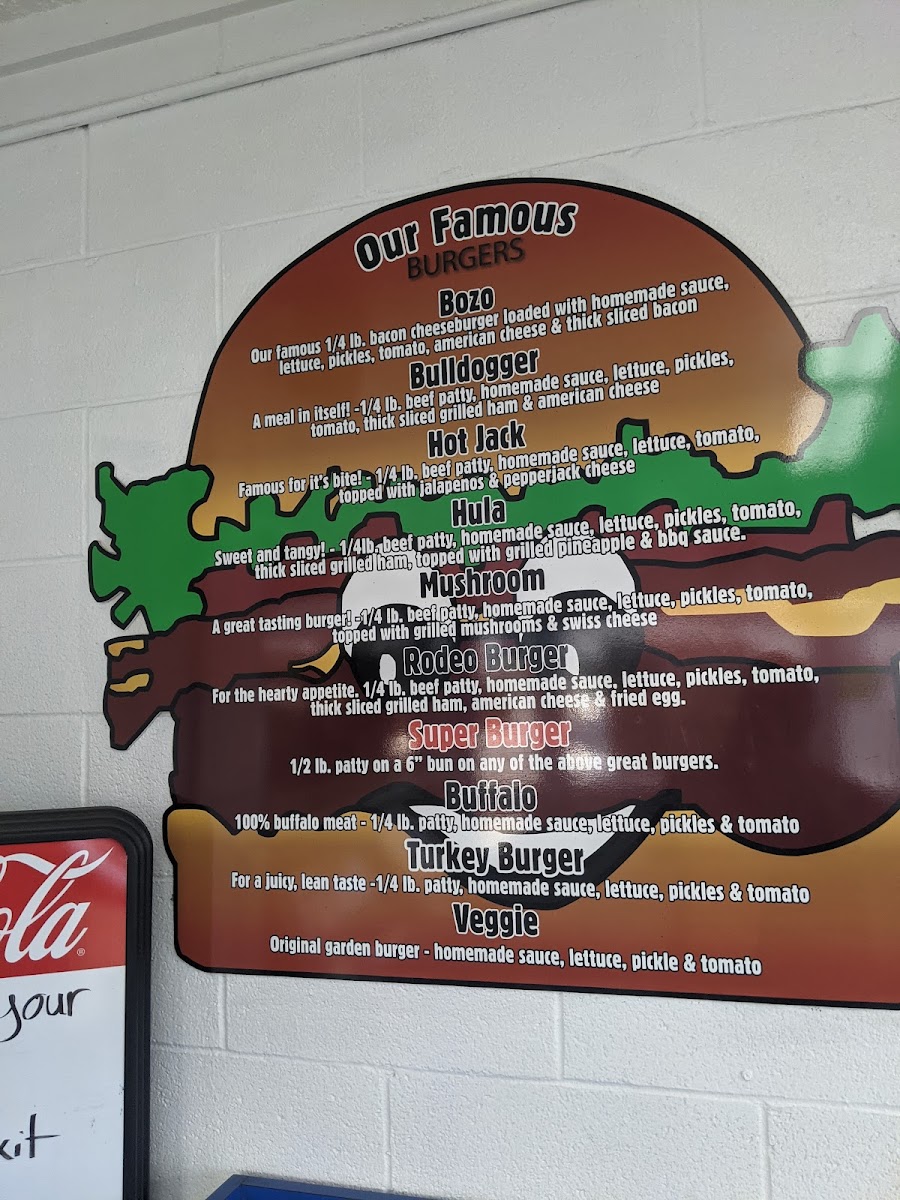 Our Famous
BURGERS
Bozo
Our famous 1/4 lb. bacon cheeseburger loaded with homemade sauce,
lettuce, pickles, tomato, american cheese & thick sliced bacon
Bulldogger
A meal in itself! -1/4 lb. beef patty, homemade sauce, lettuce, pickles,
tomato, thick sliced grilled ham & american cheese
Hot Jack
Famous for it's bite! - 1/4 lb. beef patty, homemade sauce, lettuce, tomato,
topped with jalapenos & pepperjack cheese
Hula
Sweet and tangy! - 1/4lb. beef patty, homemade sauce, lettuce, pickles, tomato,
thick sliced grilled ham, topped with grilled pineapple & bbq sauce.
Mushroom
A great tasting burger! -1/4 lb. beef patty, homemade sauce, lettuce, pickles, tomato,
topped with grilled mushrooms & swiss cheese
Rodeo Burger
For the hearty appetite. 1/4 lb. beef patty, homemade sauce, lettuce, pickles, tomato,
thick sliced grilled ham, american cheese & fried egg.
Super Burger
1/2 lb. patty on a 6" bun on any of the above great burgers.
Buffalo
100% buffalo meat - 1/4 lb. patty, homemade sauce, lettuce, pickles & tomato
Turkey Burger
For a juicy, lean taste -1/4 lb. patty, homemade sauce, lettuce, pickles & tomato
Veggie
Original garden burger - homemade sauce, lettuce, pickle & tomato
ola
your
xit